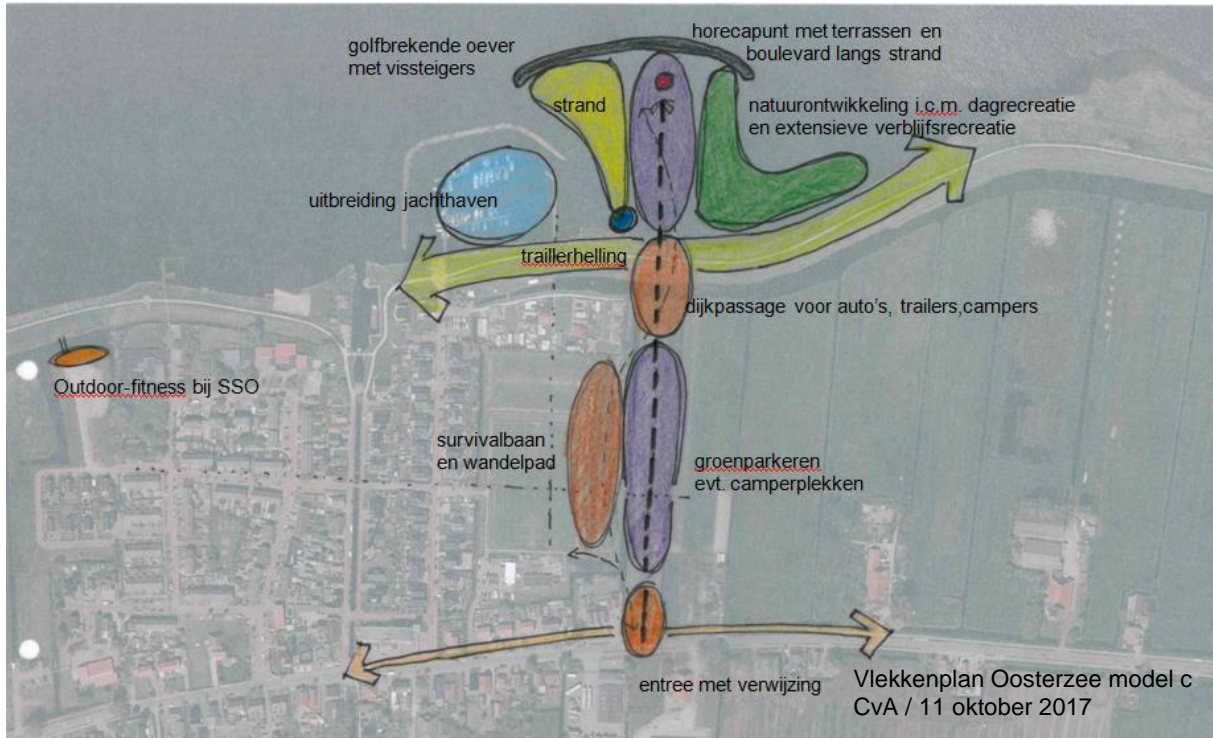 golfbrekende oever
met vissteigers
horecapunt met terrassen en
boulevard langs strand
strand
natuurontwikkeling i.c.m. dagrecreatie
en extensieve verblijfsrecreatie
uitbreiding jachthaven
traillerhelling
dijkpassage voor auto's, trailers,campers
Outdoor-fitness bij SSO
survivalbaan
en wandelpad
groenparkeren
evt. camperplekken
entree met verwijzing
Vlekkenplan Oosterzee model c
CvA / 11 oktober 2017